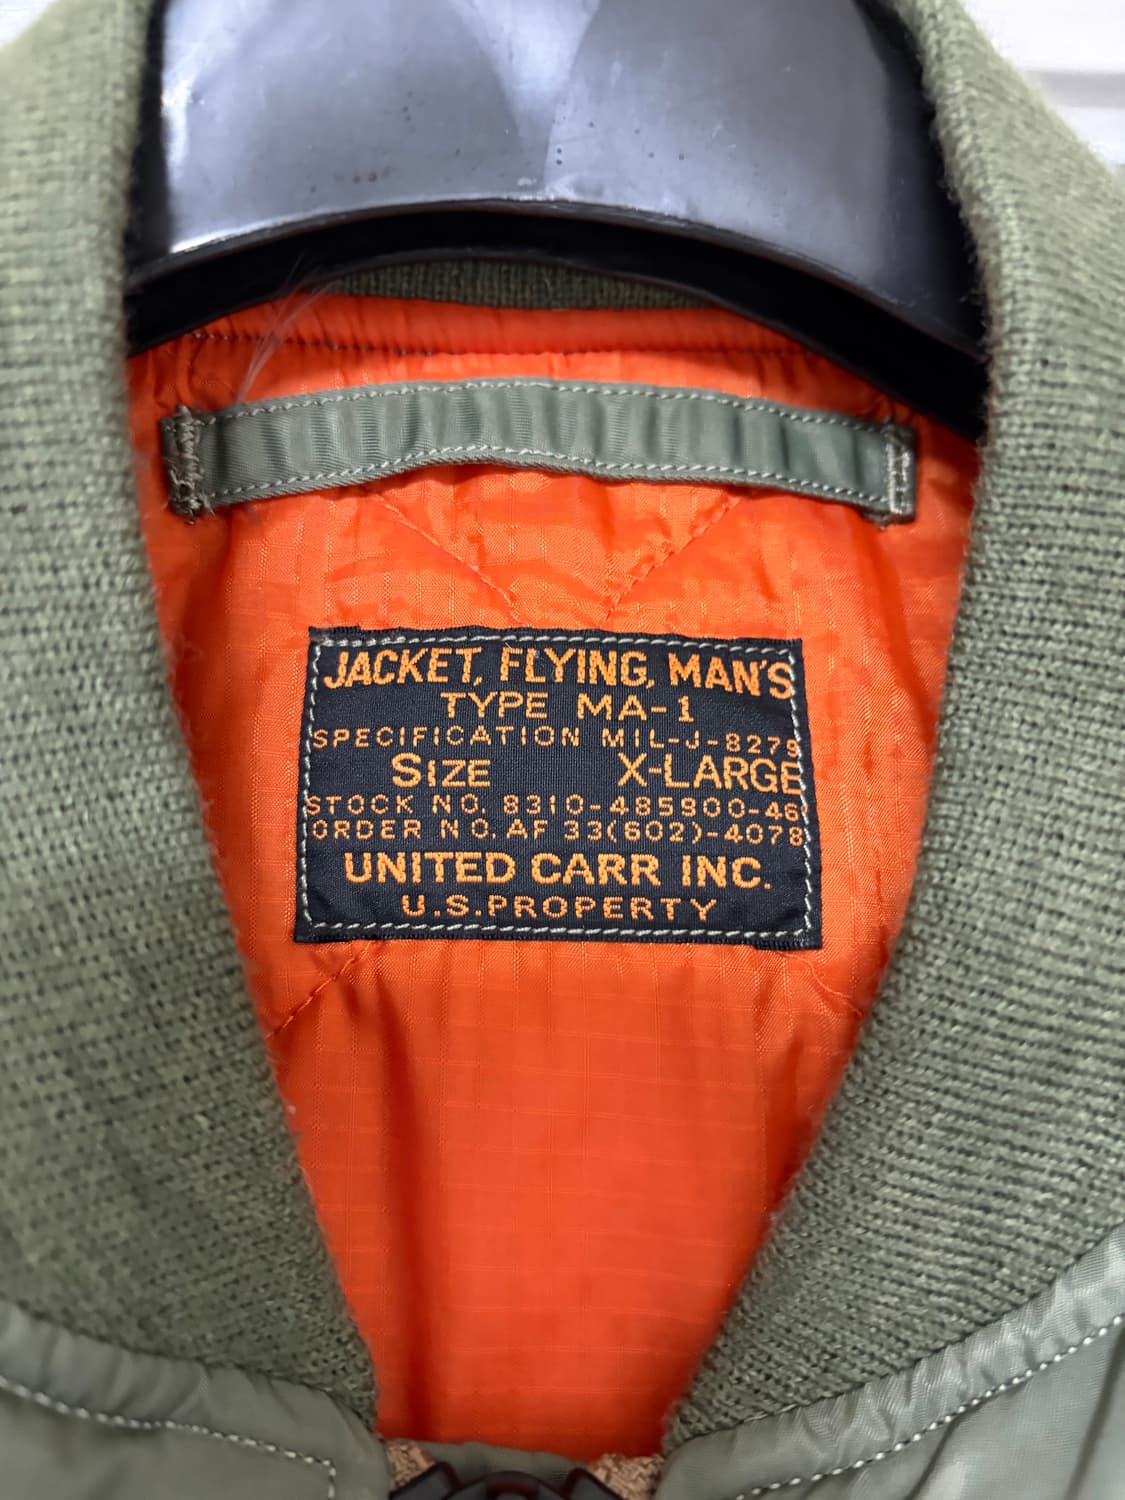 JACKET, FLYING, MAN'S
TYPE MA-1
SPECIFICATION MIL-J-8279
SIZE X-LARGE
STOCK NO. 8310-485900-46
ORDER NO. AF 33(602)-4078
UNITED CARR INC.
U.S.PROPERTY